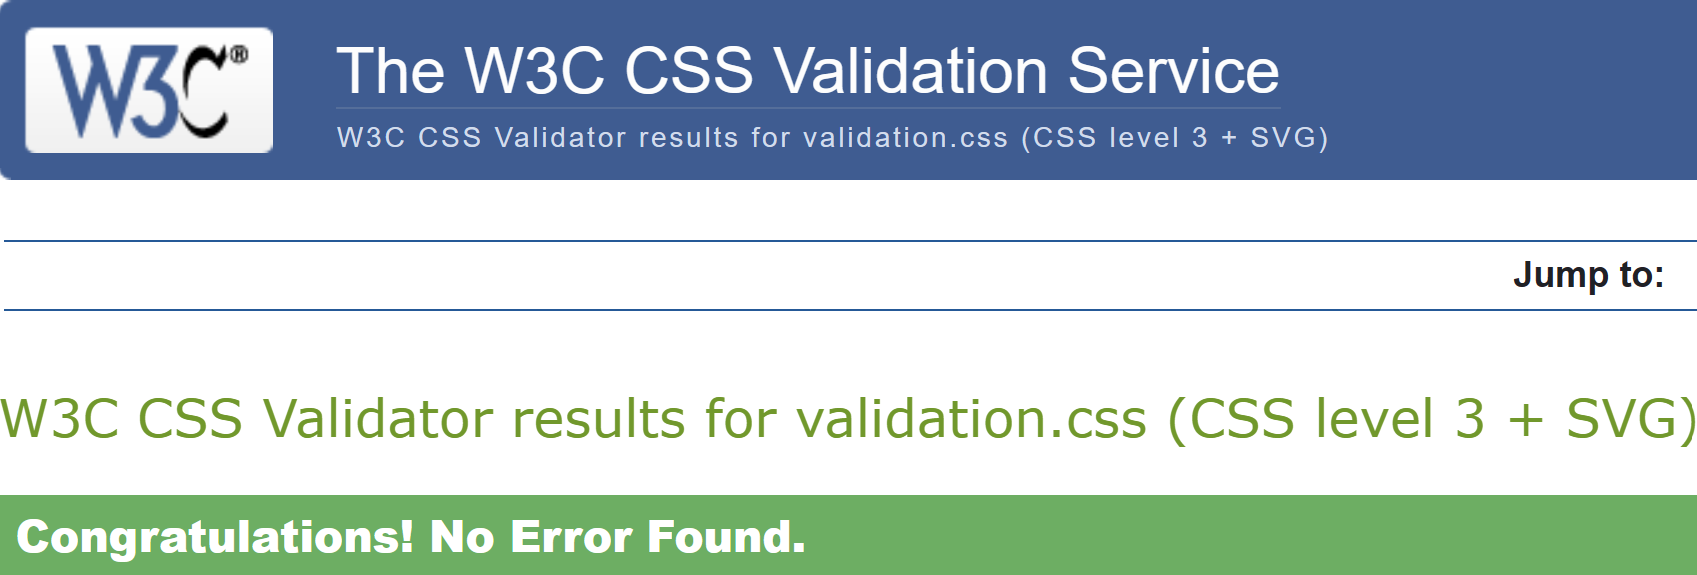 W3C®
The W3C CSS Validation Service
W3C CSS Validator results for validation.css (CSS level 3 + SVG)
Jump to:
W3C CSS Validator results for validation.css (CSS level 3 + SVG)
Congratulations! No Error Found.